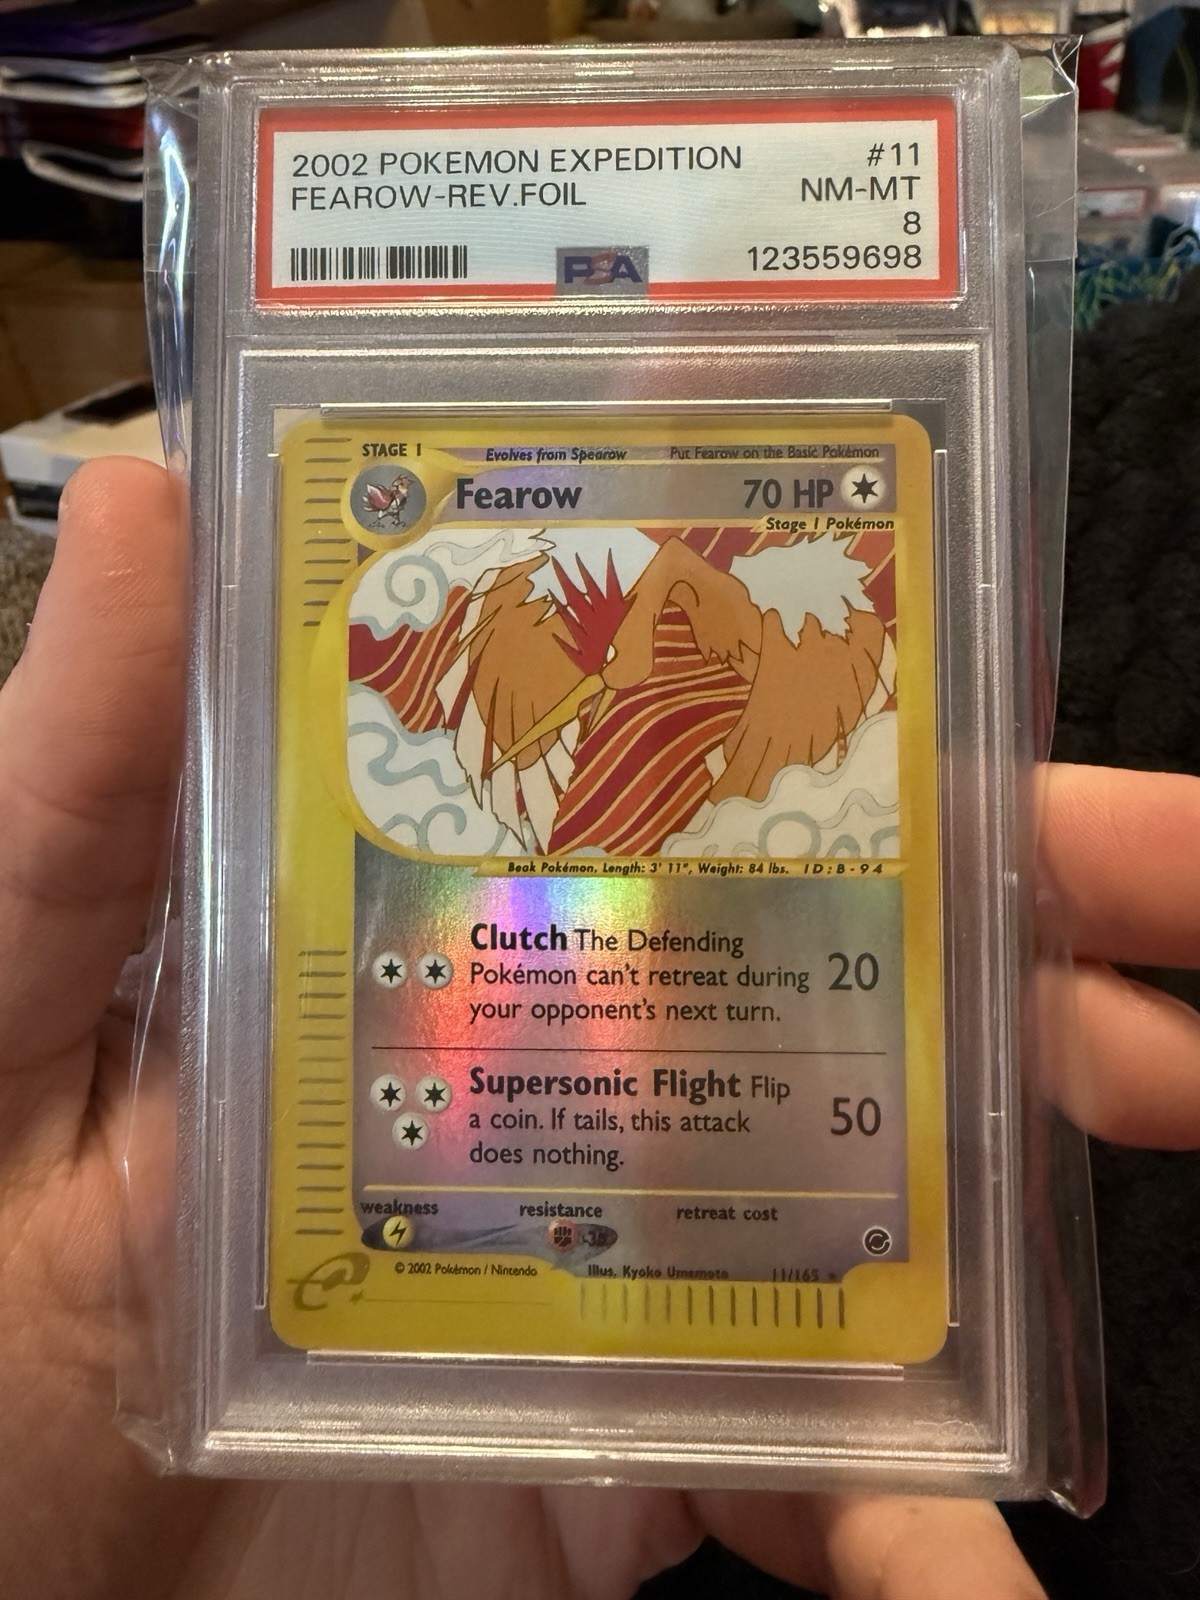 2002 POKEMON EXPEDITION #11
FEAROW-REV.FOIL NM-MT
8
PSA 123559698
STAGE 1 Evolves from Spearow Put Fearow on the Basic Pokémon
Fearow 70 HP
Stage 1 Pokémon
Beak Pokémon. Length: 3' 11", Weight: 84 lbs. ID:B-94
Clutch The Defending
Pokémon can't retreat during 20
your opponent's next turn.
Supersonic Flight Flip
a coin. If tails, this attack 50
does nothing.
weakness resistance retreat cost
-30
© 2002 Pokémon / Nintendo Illus. Kyoko Umemoto 11/165 ★